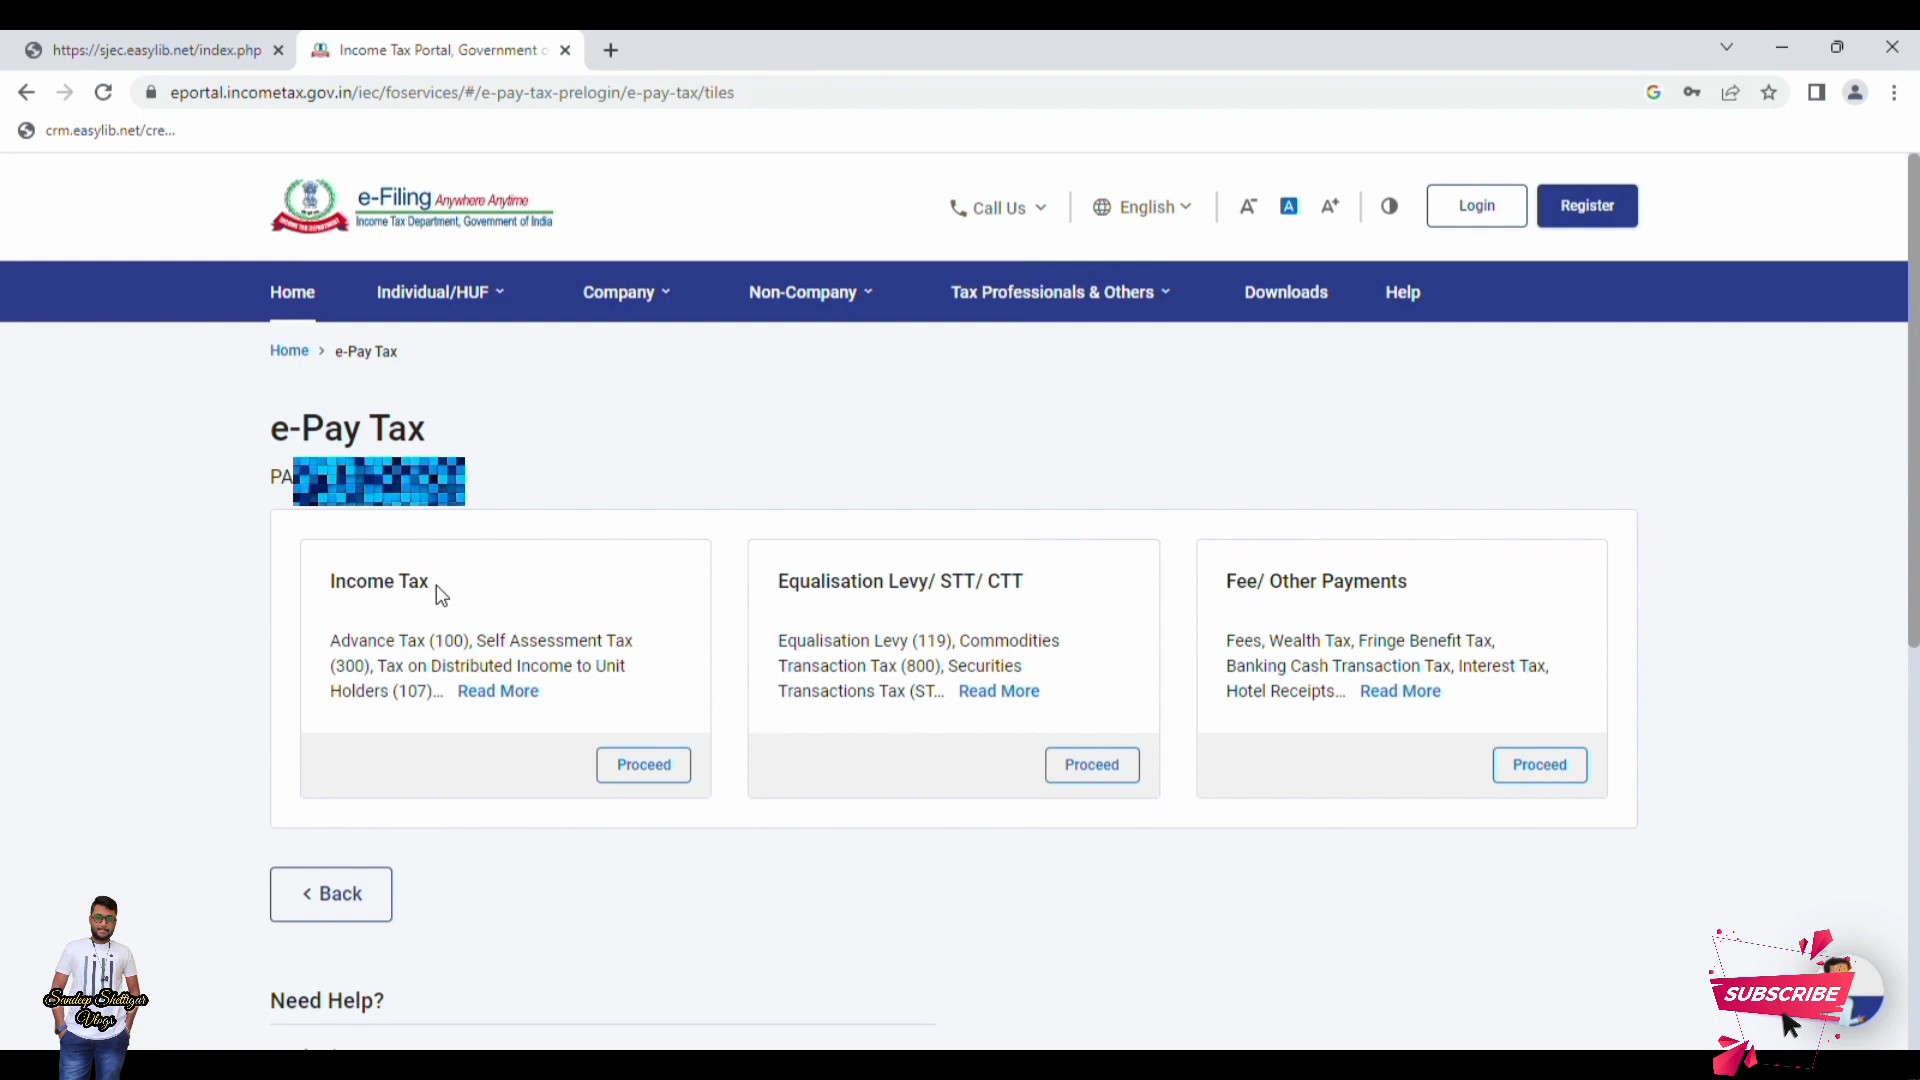 https://sjec.easylib.net/index.php
Income Tax Portal, Government o
eportal.incometax.gov.in/iec/foservices/#/e-pay-tax-prelogin/e-pay-tax/tiles
crm.easylib.net/cre...
e-Filing Anywhere Anytime
Income Tax Department, Government of India
Call Us
English
A-
A
A+
Login
Register
Home
Individual/HUF
Company
Non-Company
Tax Professionals & Others
Downloads
Help
Home > e-Pay Tax
e-Pay Tax
PA
Income Tax
Advance Tax (100), Self Assessment Tax
(300), Tax on Distributed Income to Unit
Holders (107)... Read More
Proceed
Equalisation Levy/ STT/ CTT
Equalisation Levy (119), Commodities
Transaction Tax (800), Securities
Transactions Tax (ST... Read More
Proceed
Fee/ Other Payments
Fees, Wealth Tax, Fringe Benefit Tax,
Banking Cash Transaction Tax, Interest Tax,
Hotel Receipts... Read More
Proceed
< Back
Need Help?
Sandeep Shettigar
Vlogs
SUBSCRIBE